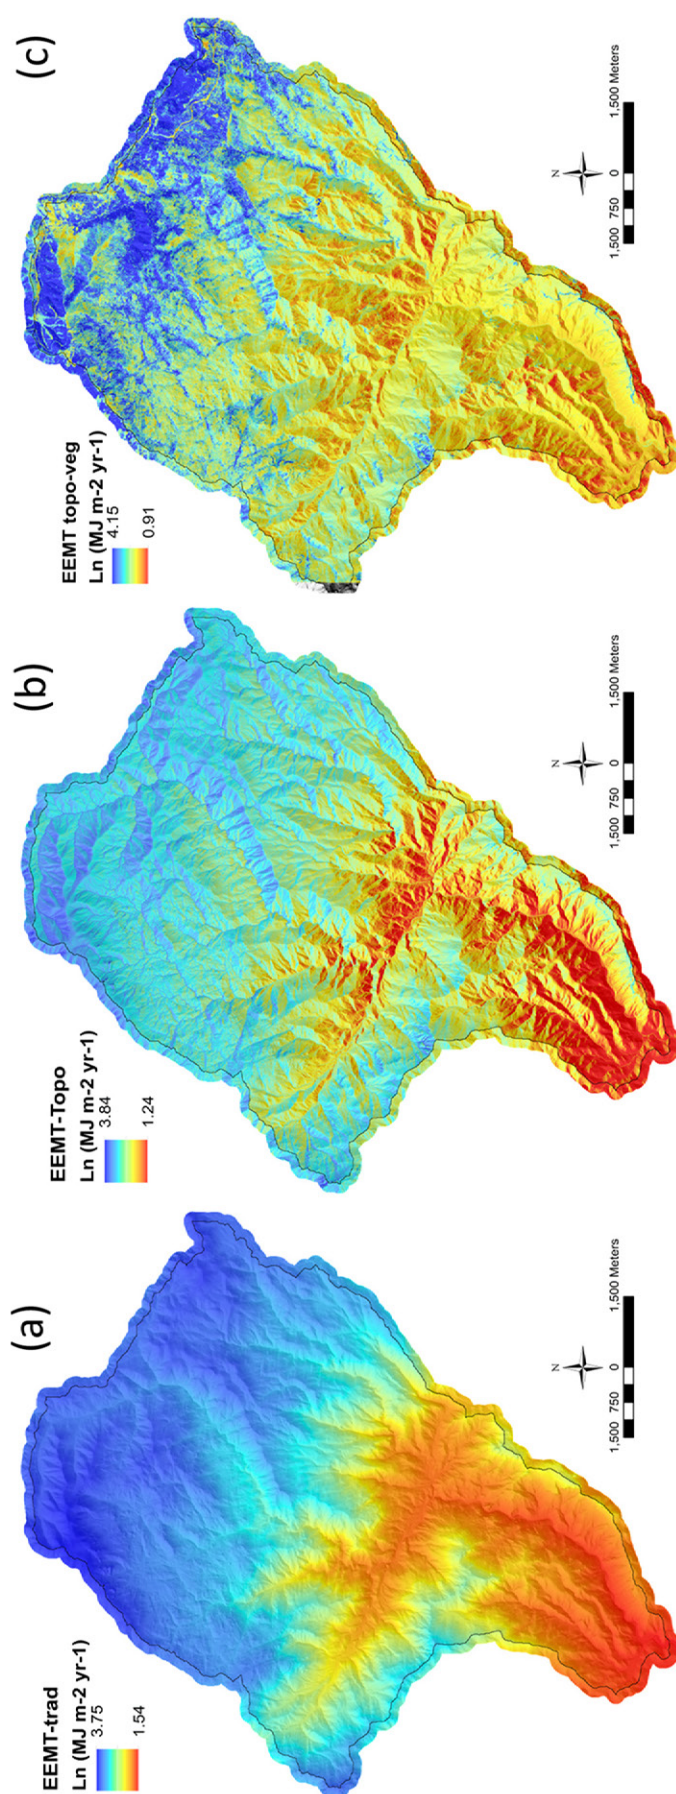 (a)
EEMT-trad
Ln (MJ m-2 yr-1)
3.75
1.54
N
1,500 750 0 1,500 Meters
(b)
EEMT-Topo
Ln (MJ m-2 yr-1)
3.84
1.24
N
1,500 750 0 1,500 Meters
(c)
EEMT topo-veg
Ln (MJ m-2 yr-1)
4.15
0.91
N
1,500 750 0 1,500 Meters